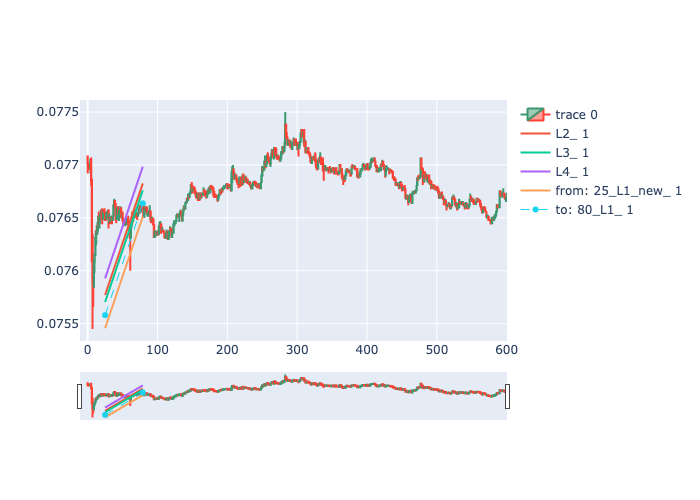 0.0775
0.077
0.0765
0.076
0.0755
0 100 200 300 400 500 600
trace 0
L2_ 1
L3_ 1
L4_ 1
from: 25_L1_new_ 1
to: 80_L1_ 1